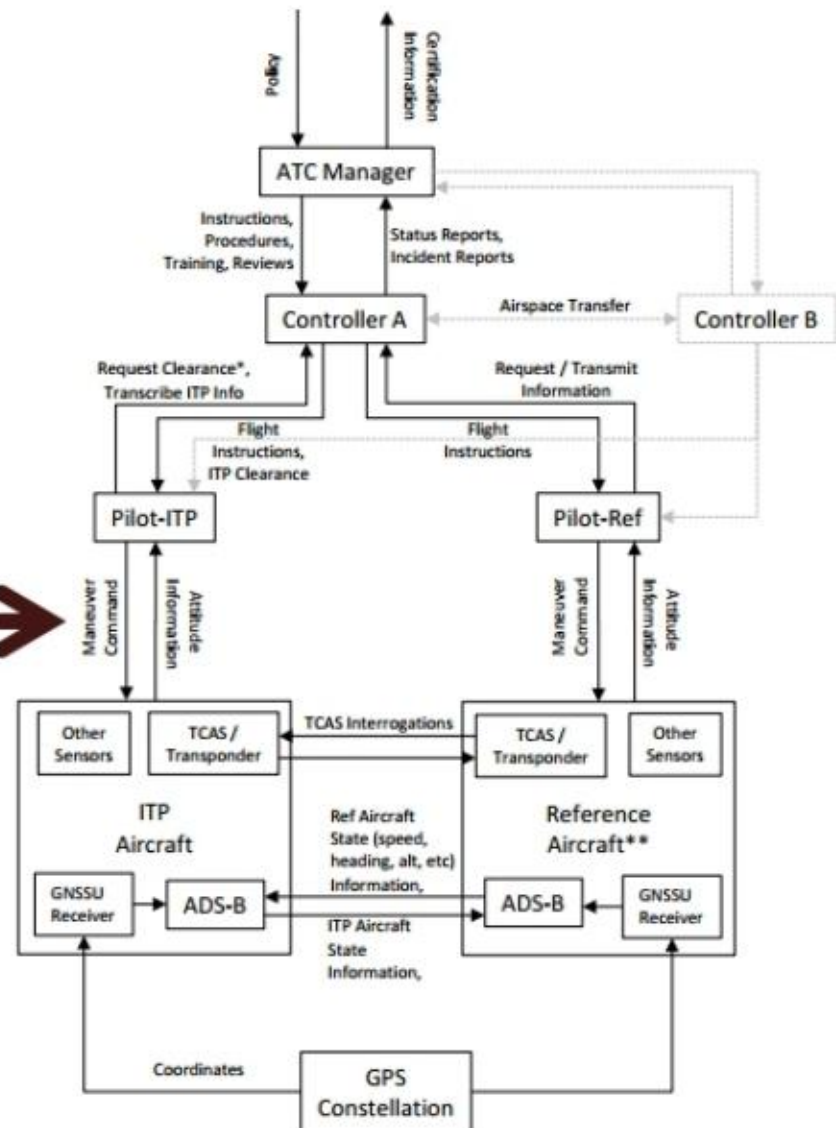 Policy
Certification
Information
ATC Manager
Instructions,
Procedures,
Training, Reviews
Status Reports,
Incident Reports
Controller A
Airspace Transfer
Controller B
Request Clearance*,
Transcribe ITP Info
Request / Transmit
Information
Flight
Instructions,
ITP Clearance
Flight
Instructions
Pilot-ITP
Pilot-Ref
Maneuver
Command
Attitude
Information
Maneuver
Command
Attitude
Information
Other
Sensors
TCAS /
Transponder
TCAS Interrogations
TCAS /
Transponder
Other
Sensors
ITP
Aircraft
Ref Aircraft
State (speed,
heading, alt, etc)
Information,
Reference
Aircraft**
GNSSU
Receiver
ADS-B
ADS-B
GNSSU
Receiver
ITP Aircraft
State
Information,
Coordinates
GPS
Constellation